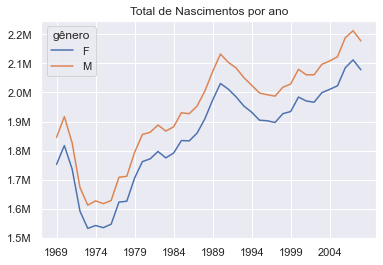 Total de Nascimentos por ano
gênero
F
M
2.2M
2.1M
2.0M
1.9M
1.8M
1.7M
1.6M
1.5M
1969 1974 1979 1984 1989 1994 1999 2004